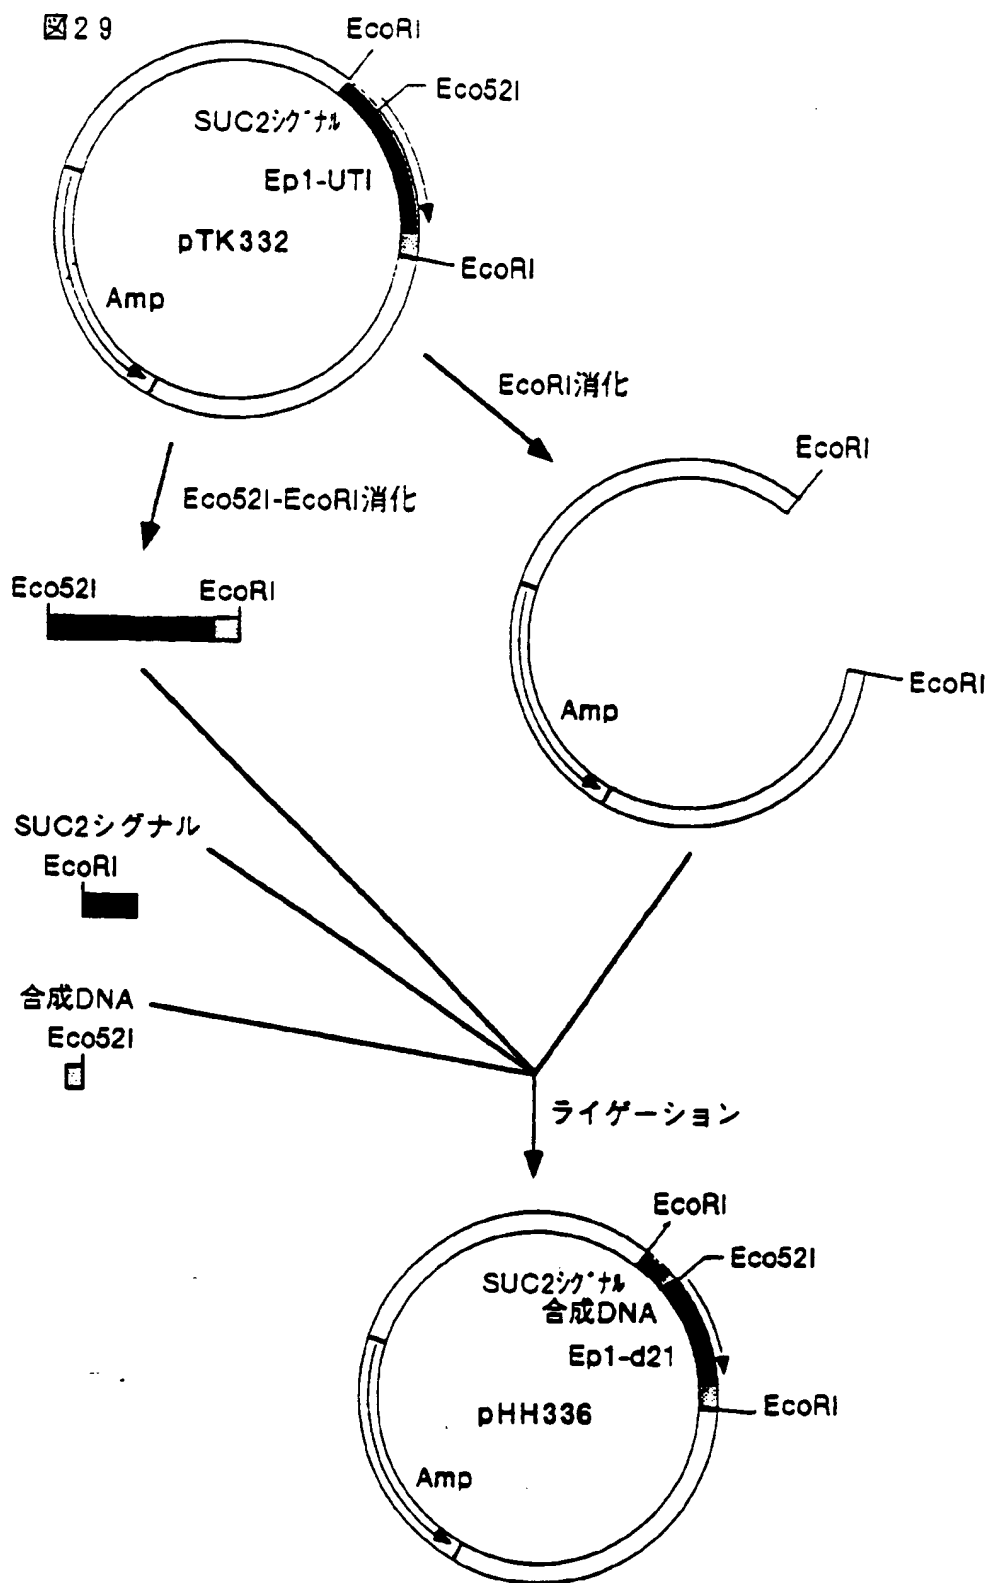 図29
EcoRI
Eco52I
SUC2シグナル
Ep1-UTI
pTK332
EcoRI
Amp
EcoRI消化
EcoRI
Eco52I-EcoRI消化
Eco52I
EcoRI
EcoRI
Amp
SUC2シグナル
EcoRI
合成DNA
Eco52I
ライゲーション
EcoRI
Eco52I
SUC2シグナル
合成DNA
Ep1-d21
EcoRI
pHH336
Amp